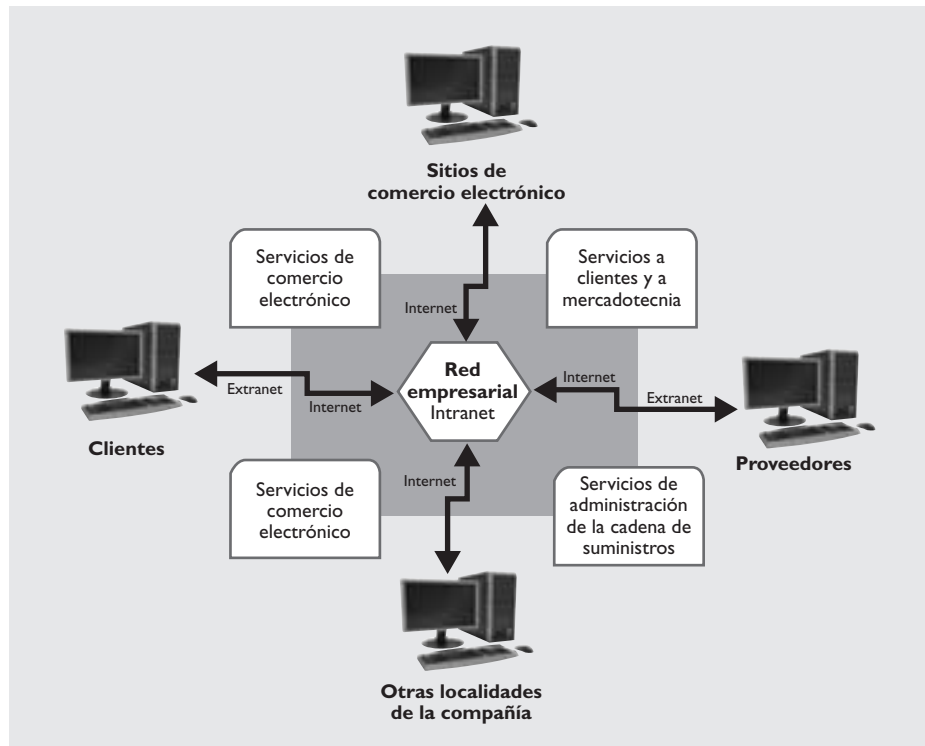 Sitios de
comercio electrónico
Servicios de
comercio
electrónico
Servicios a
clientes y a
mercadotecnia
Internet
Red
empresarial
Intranet
Extranet
Internet
Internet
Extranet
Clientes
Proveedores
Internet
Servicios de
comercio
electrónico
Servicios de
administración
de la cadena de
suministros
Otras localidades
de la compañía